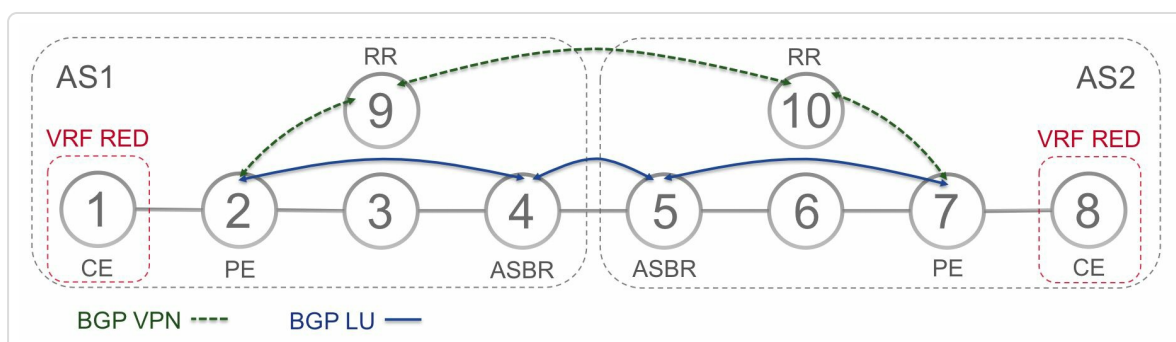 RR
RR
AS1
AS2
9
10
VRF RED
VRF RED
1
2
3
4
5
6
7
8
CE
PE
ASBR
ASBR
PE
CE
BGP VPN
BGP LU